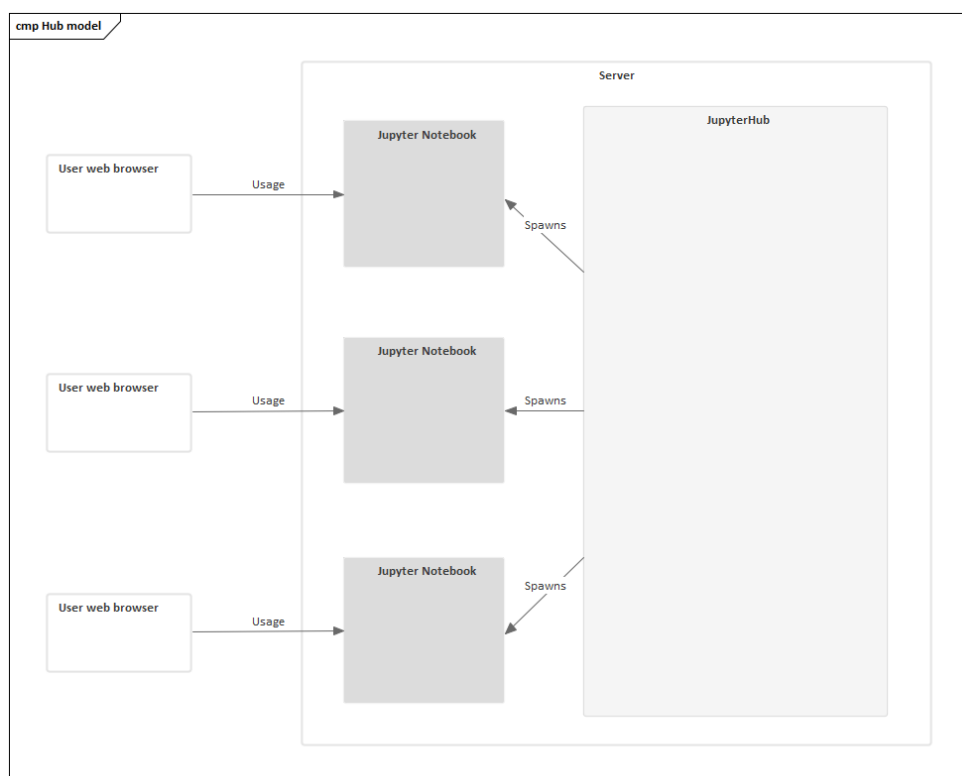 cmp Hub model
Server
JupyterHub
Jupyter Notebook
User web browser
Usage
Spawns
Jupyter Notebook
User web browser
Usage
Spawns
Jupyter Notebook
User web browser
Usage
Spawns